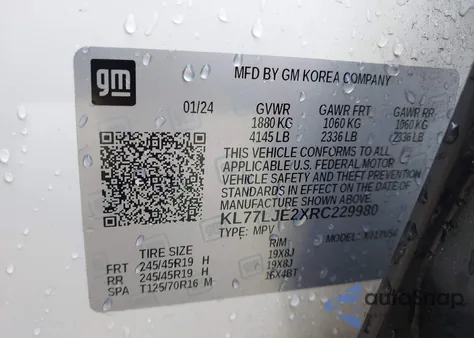 gm
MFD BY GM KOREA COMPANY
01/24 GVWR GAWR FRT GAWR RR
1880 KG 1060 KG 1060 KG
4145 LB 2336 LB 2336 LB
THIS VEHICLE CONFORMS TO ALL
APPLICABLE U.S. FEDERAL MOTOR
VEHICLE SAFETY AND THEFT PREVENTION
STANDARDS IN EFFECT ON THE DATE OF
MANUFACTURE SHOWN ABOVE.
KL77LJE2XRC229980
TYPE: MPV MODEL:
TIRE SIZE RIM
FRT 245/45R19 H 19X8J
RR 245/45R19 H 19X8J
SPA T125/70R16 M 16X4BT
AutoSnap